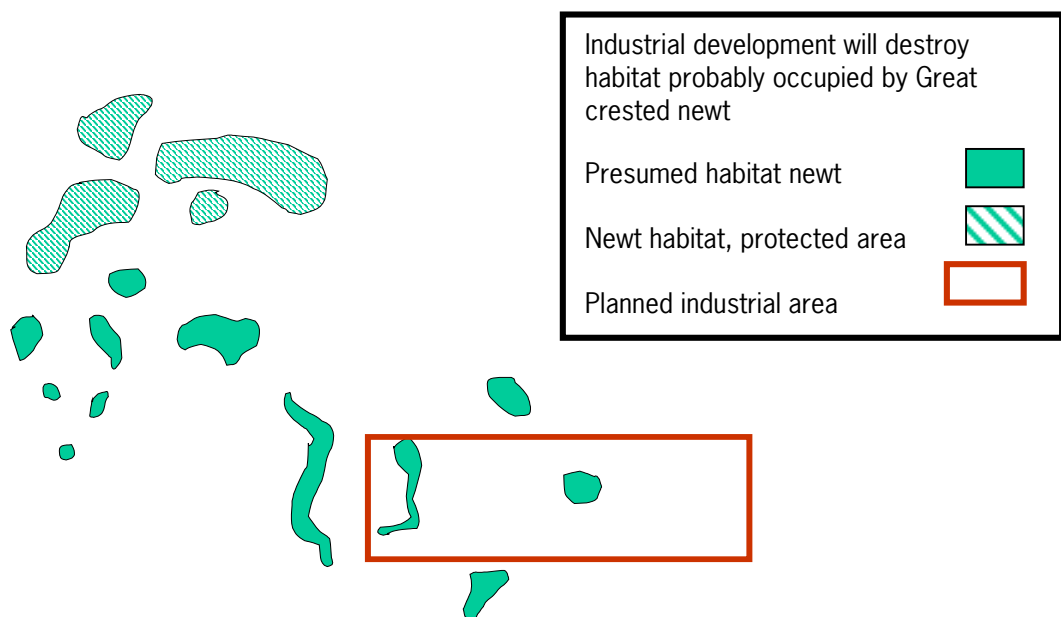 Industrial development will destroy
habitat probably occupied by Great
crested newt
Presumed habitat newt
Newt habitat, protected area
Planned industrial area